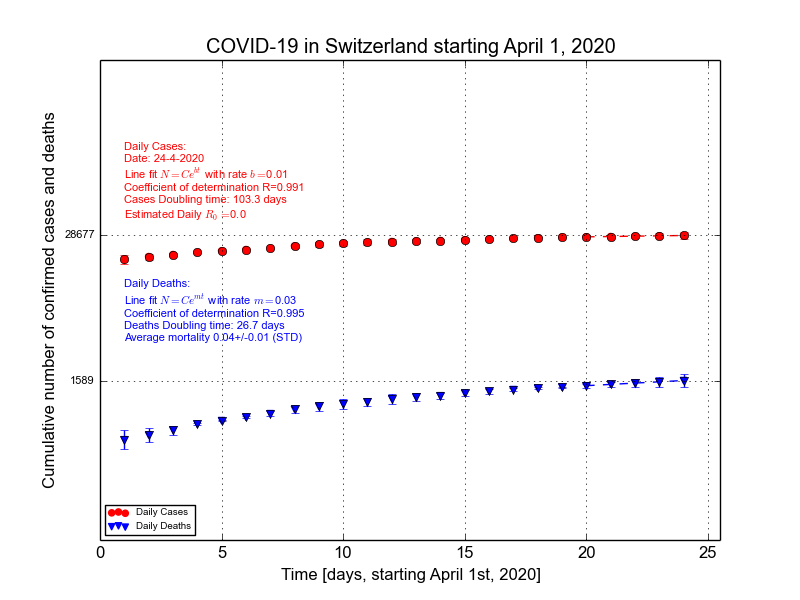 COVID-19 in Switzerland starting April 1, 2020
Cumulative number of confirmed cases and deaths
Daily Cases:
Date: 24-4-2020
Line fit N=Ce^{bt} with rate b=0.01
Coefficient of determination R=0.991
Cases Doubling time: 103.3 days
Estimated Daily R_0=0.0
28677
Daily Deaths:
Line fit N=Ce^{mt} with rate m=0.03
Coefficient of determination R=0.995
Deaths Doubling time: 26.7 days
Average mortality 0.04+/-0.01 (STD)
1589
Daily Cases
Daily Deaths
0 5 10 15 20 25
Time [days, starting April 1st, 2020]